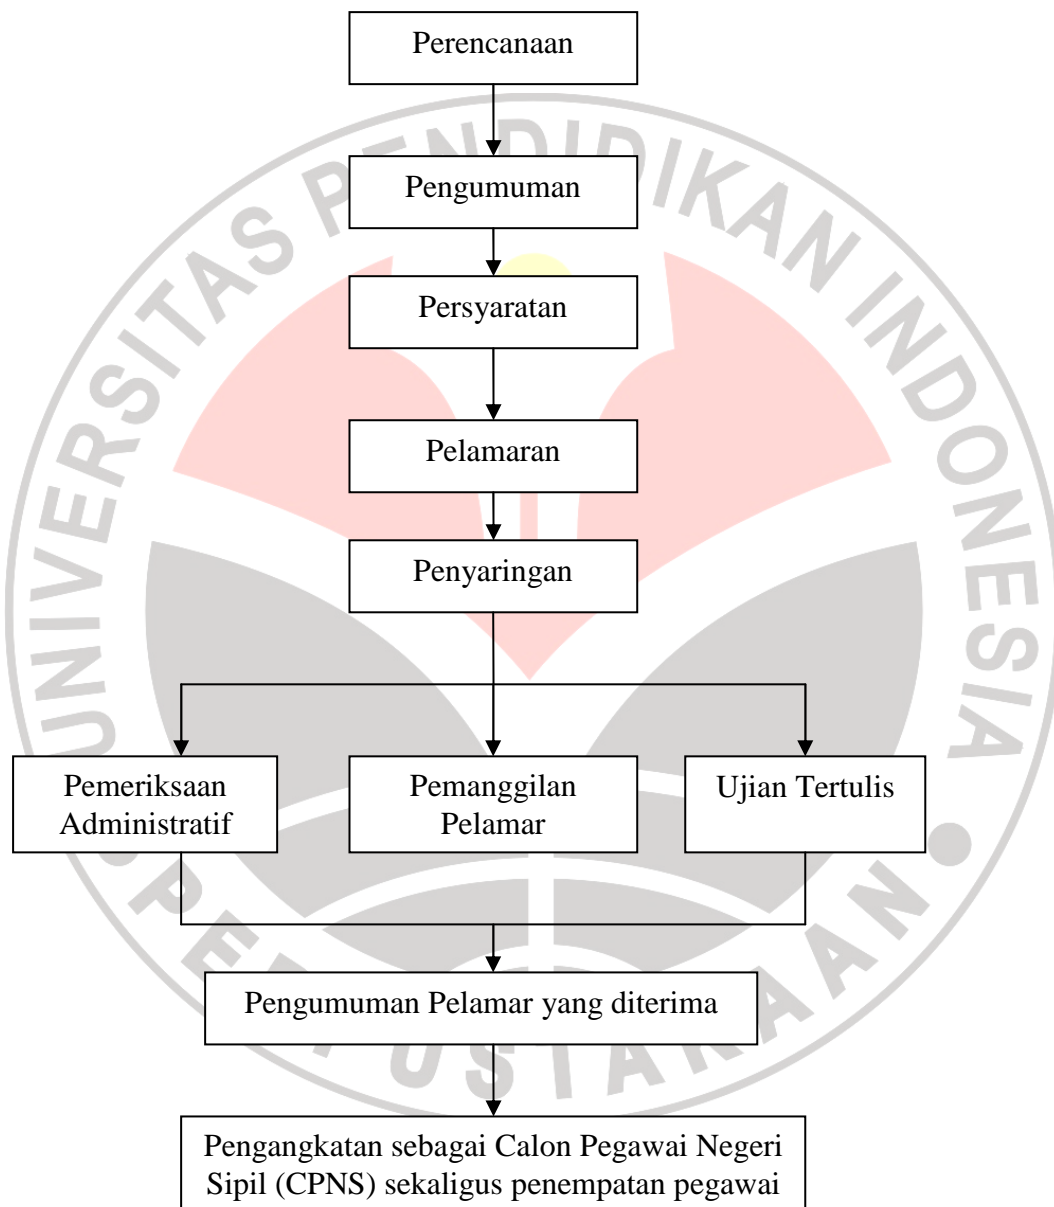 Perencanaan
Pengumuman
Persyaratan
Pelamaran
Penyaringan
Pemeriksaan
Administratif
Pemanggilan
Pelamar
Ujian Tertulis
Pengumuman Pelamar yang diterima
Pengangkatan sebagai Calon Pegawai Negeri
Sipil (CPNS) sekaligus penempatan pegawai
UNIVERSITAS PENDIDIKAN INDONESIA
PERPUSTAKAAN